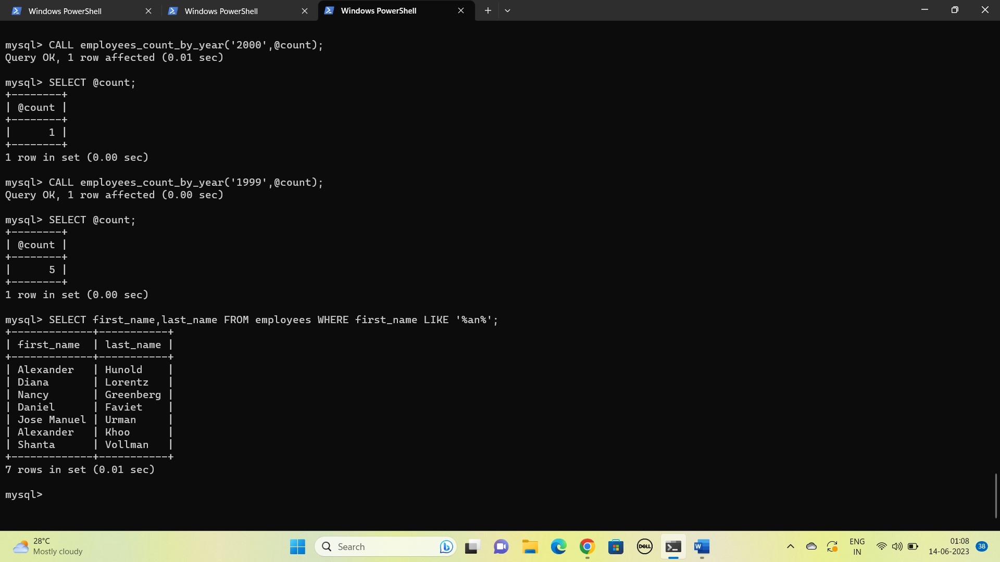 Windows PowerShell
Windows PowerShell
Windows PowerShell
mysql> CALL employees_count_by_year('2000',@count);
Query OK, 1 row affected (0.01 sec)
mysql> SELECT @count;
+--------+
| @count |
+--------+
|      1 |
+--------+
1 row in set (0.00 sec)
mysql> CALL employees_count_by_year('1999',@count);
Query OK, 1 row affected (0.00 sec)
mysql> SELECT @count;
+--------+
| @count |
+--------+
|      5 |
+--------+
1 row in set (0.00 sec)
mysql> SELECT first_name,last_name FROM employees WHERE first_name LIKE '%an%';
+-------------+-----------+
| first_name  | last_name |
+-------------+-----------+
| Alexander   | Hunold    |
| Diana       | Lorentz   |
| Nancy       | Greenberg |
| Daniel      | Faviet    |
| Jose Manuel | Urman     |
| Alexander   | Khoo      |
| Shanta      | Vollman   |
+-------------+-----------+
7 rows in set (0.01 sec)
mysql>
28°C
Mostly cloudy
Search
DELL
W
ENG
IN
01:08
14-06-2023
38